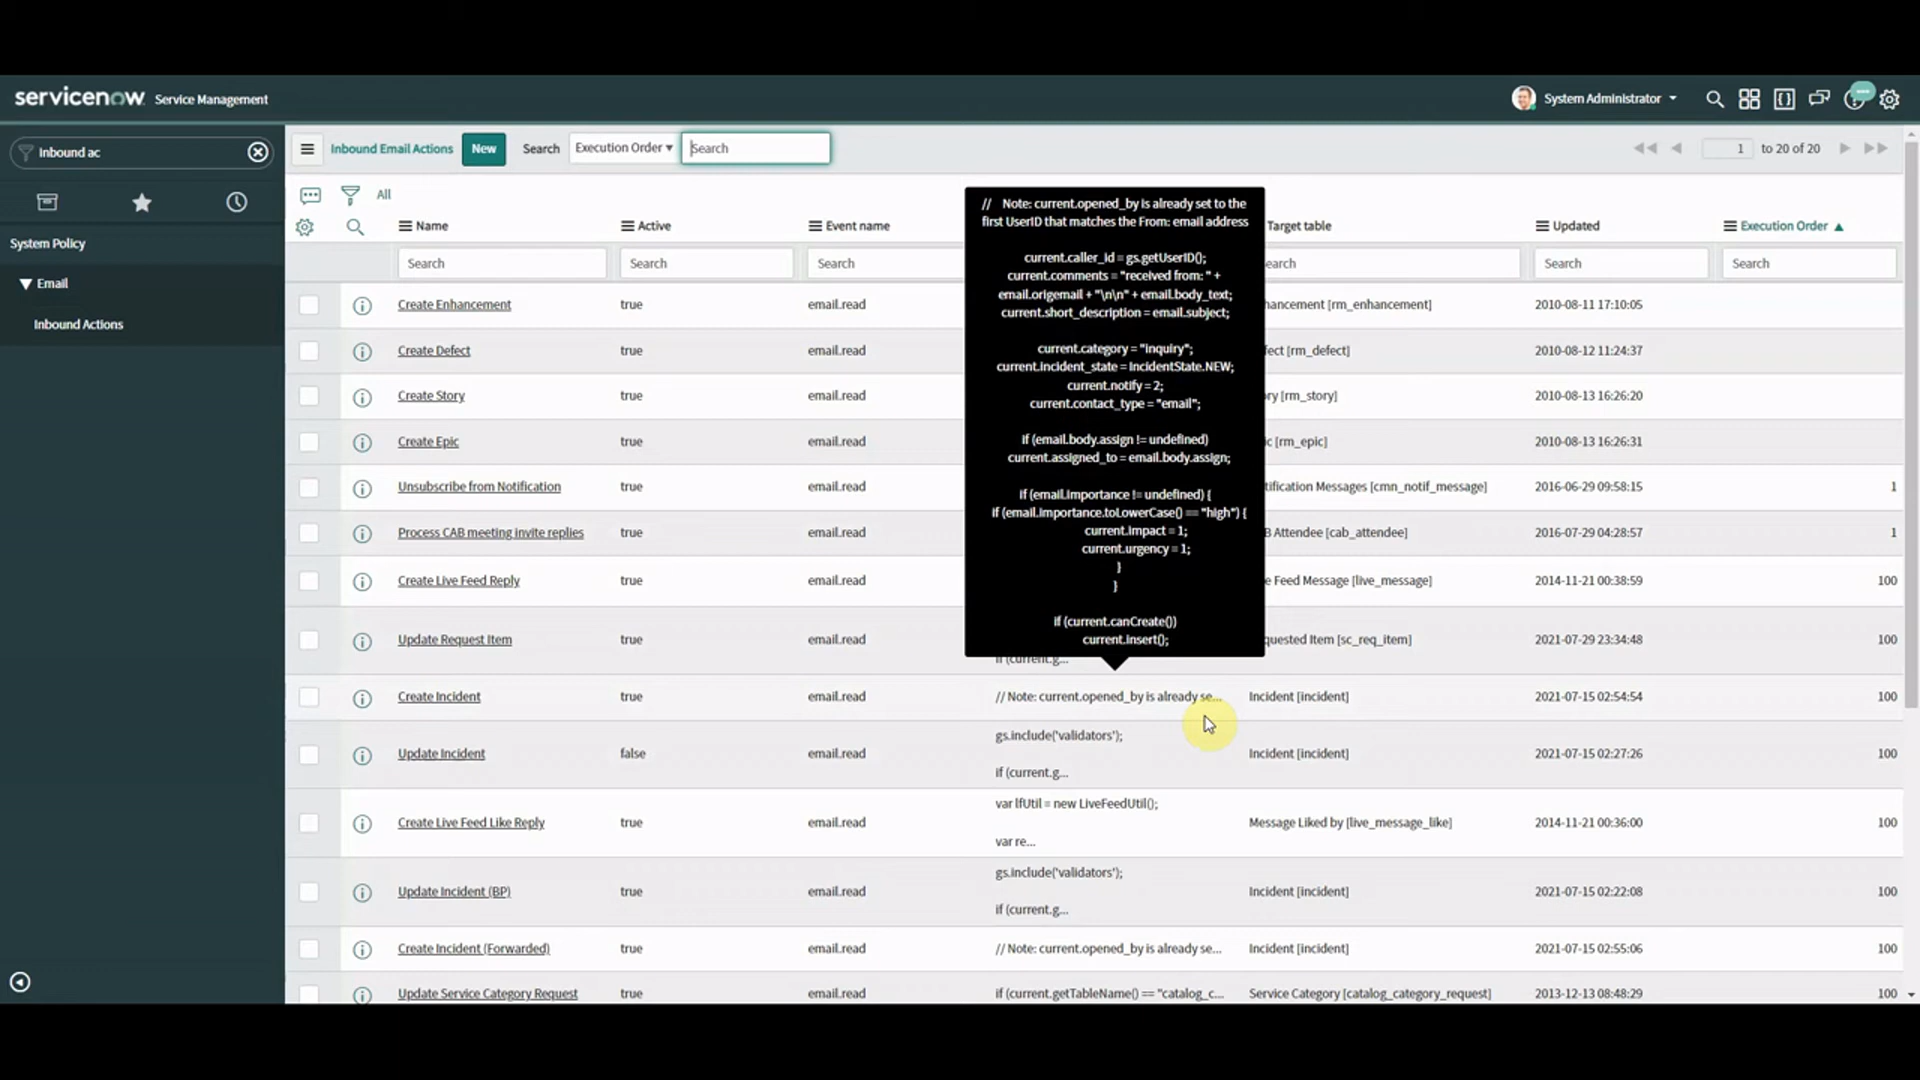 servicenow Service Management
System Administrator
Inbound ac
Inbound Email Actions New Search Execution Order Search
1 to 20 of 20
All
System Policy
Email
Inbound Actions
Name Active Event name Target table Updated Execution Order
Search Search Search earch Search Search
// Note: current.opened_by is already set to the
first UserID that matches the From: email address
current.caller_id = gs.getUserID();
current.comments = "received from: " +
email.origemail + "\n\n" + email.body_text;
current.short_description = email.subject;
current.category = "inquiry";
current.incident_state = IncidentState.NEW;
current.notify = 2;
current.contact_type = "email";
if (email.body.assign != undefined)
current.assigned_to = email.body.assign;
if (email.importance != undefined) {
if (email.importance.toLowerCase() == "high") {
current.impact = 1;
current.urgency = 1;
}
}
if (current.canCreate())
current.insert();
Create Enhancement true email.read hancement [rm_enhancement] 2010-08-11 17:10:05
Create Defect true email.read fect [rm_defect] 2010-08-12 11:24:37
Create Story true email.read ry [rm_story] 2010-08-13 16:26:20
Create Epic true email.read ic [rm_epic] 2010-08-13 16:26:31
Unsubscribe from Notification true email.read tification Messages [cmn_notif_message] 2016-06-29 09:58:15 1
Process CAB meeting invite replies true email.read B Attendee [cab_attendee] 2016-07-29 04:28:57 1
Create Live Feed Reply true email.read e Feed Message [live_message] 2014-11-21 00:38:59 100
Update Request Item true email.read quested Item [sc_req_item] 2021-07-29 23:34:48 100
if (current.g...
Create Incident true email.read // Note: current.opened_by is already se... Incident [incident] 2021-07-15 02:54:54 100
gs.include('validators');
Update Incident false email.read Incident [incident] 2021-07-15 02:27:26 100
if (current.g...
var lfUtil = new LiveFeedUtil();
Create Live Feed Like Reply true email.read Message Liked by [live_message_like] 2014-11-21 00:36:00 100
var re...
gs.include('validators');
Update Incident (BP) true email.read Incident [incident] 2021-07-15 02:22:08 100
if (current.g...
Create Incident (Forwarded) true email.read // Note: current.opened_by is already se... Incident [incident] 2021-07-15 02:55:06 100
Update Service Category Request true email.read if (current.getTableName() == "catalog_c... Service Category [catalog_category_request] 2013-12-13 08:48:29 100